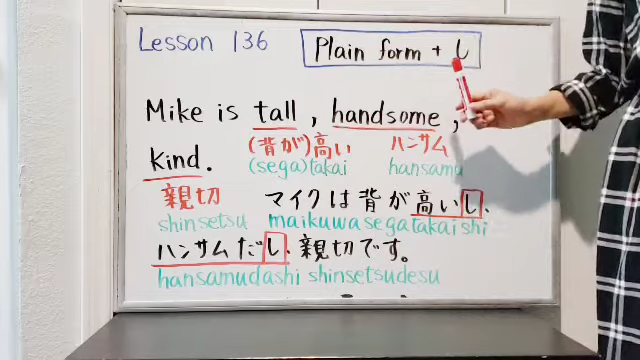 Lesson 136
Plain form + し
Mike is tall, handsome,
(背が)高い ハンサム
(sega)takai hansamu
kind.
親切 マイクは背が高いし、
shinsetsu maikuwasegatakaishi
ハンサムだし、親切です。
hansamudashi shinsetsudesu